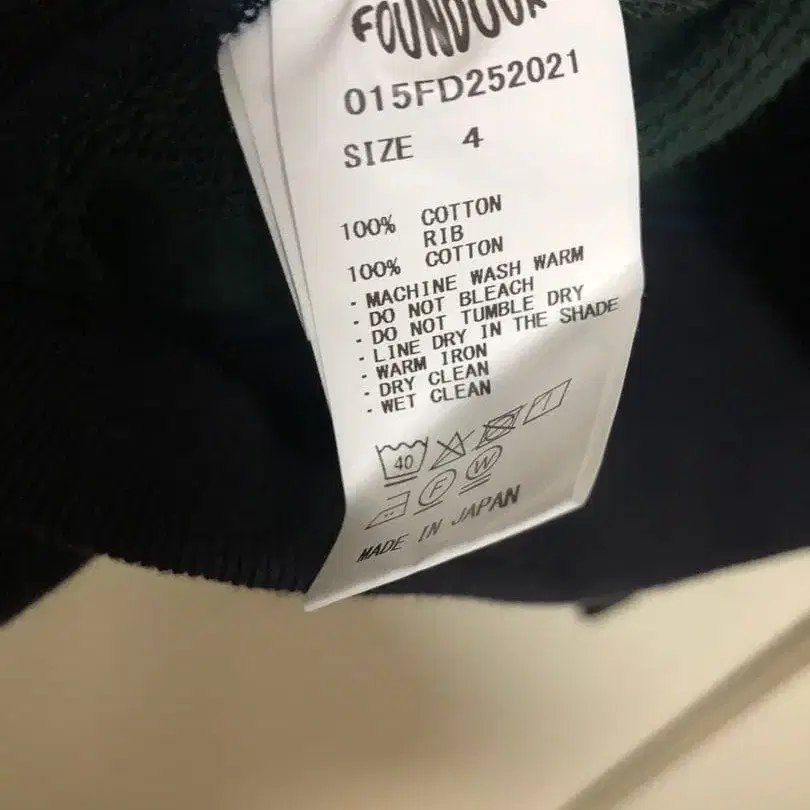 015FD252021
SIZE 4
100% COTTON
RIB
100% COTTON
· MACHINE WASH WARM
· DO NOT BLEACH
· DO NOT TUMBLE DRY
· LINE DRY IN THE SHADE
· WARM IRON
· DRY CLEAN
· WET CLEAN
40
F W
MADE IN JAPAN